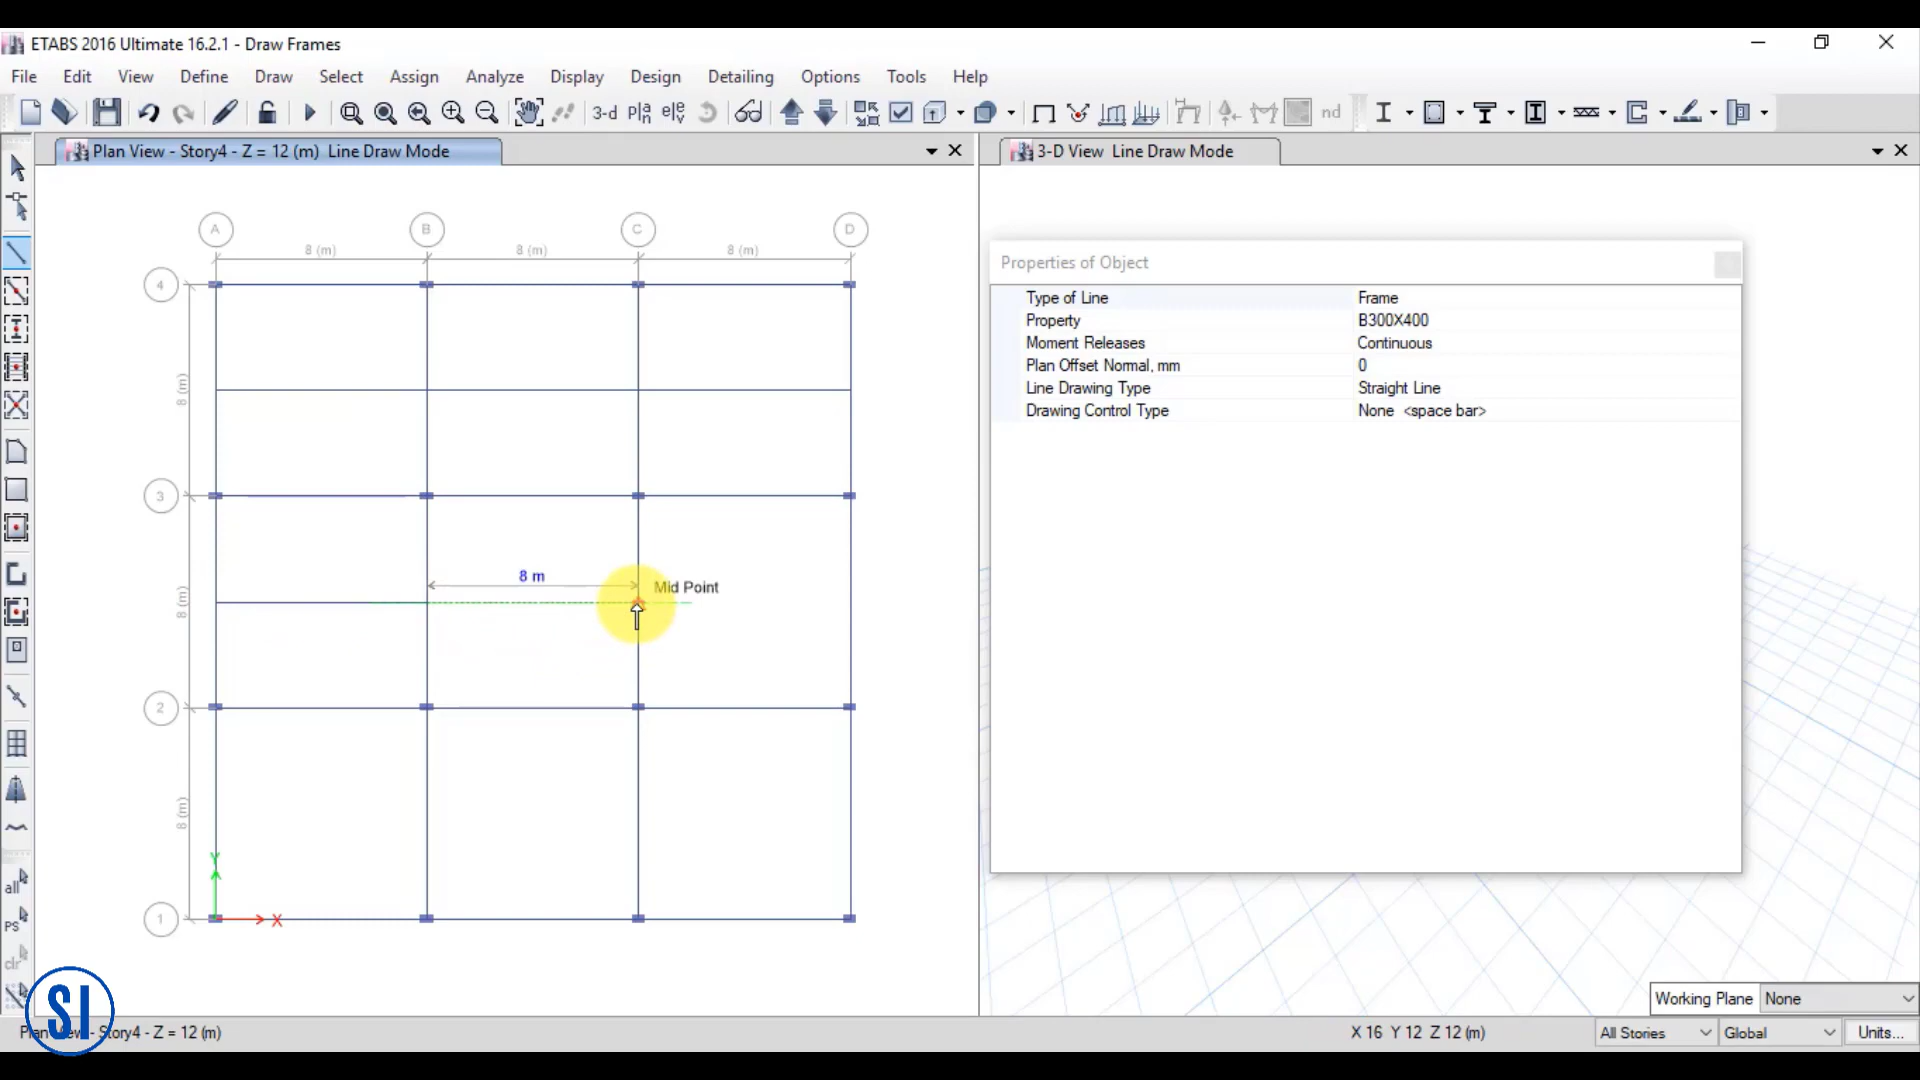 ETABS 2016 Ultimate 16.2.1 - Draw Frames
File Edit View Define Draw Select Assign Analyze Display Design Detailing Options Tools Help
3-d pla͏n elev nd
Plan View - Story4 - Z = 12 (m) Line Draw Mode
3-D View Line Draw Mode
A B C D
8 (m) 8 (m) 8 (m)
4
8 (m)
3
8 m
Mid Point
8 (m)
2
8 (m)
Y
1
X
Properties of Object
Type of Line Frame
Property B300X400
Moment Releases Continuous
Plan Offset Normal, mm 0
Line Drawing Type Straight Line
Drawing Control Type None <space bar>
all
PS
clr
SI
Working Plane None
Story4 - Z = 12 (m)
X 16 Y 12 Z 12 (m)
All Stories
Global
Units...